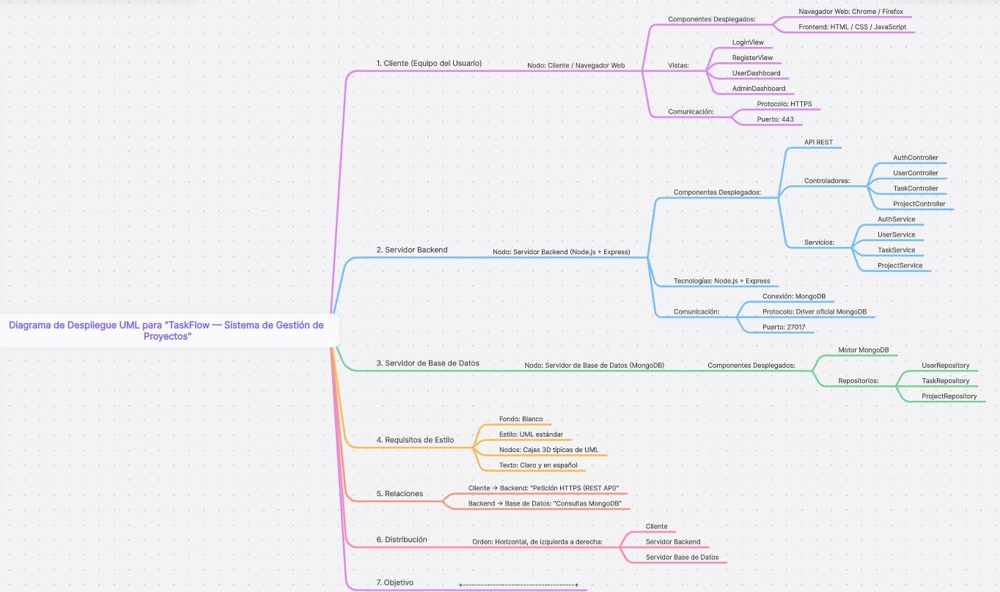 Diagrama de Despliegue UML para "TaskFlow — Sistema de Gestión de
Proyectos"
1. Cliente (Equipo del Usuario)
Nodo: Cliente / Navegador Web
Componentes Desplegados:
Navegador Web: Chrome / Firefox
Frontend: HTML / CSS / JavaScript
Vistas:
LoginView
RegisterView
UserDashboard
AdminDashboard
Comunicación:
Protocolo: HTTPS
Puerto: 443
2. Servidor Backend
Nodo: Servidor Backend (Node.js + Express)
Componentes Desplegados:
API REST
Controladores:
AuthController
UserController
TaskController
ProjectController
Servicios:
AuthService
UserService
TaskService
ProjectService
Tecnologías: Node.js + Express
Comunicación:
Conexión: MongoDB
Protocolo: Driver oficial MongoDB
Puerto: 27017
3. Servidor de Base de Datos
Nodo: Servidor de Base de Datos (MongoDB)
Componentes Desplegados:
Motor MongoDB
Repositorios:
UserRepository
TaskRepository
ProjectRepository
4. Requisitos de Estilo
Fondo: Blanco
Estilo: UML estándar
Nodos: Cajas 3D típicas de UML
Texto: Claro y en español
5. Relaciones
Cliente → Backend: "Petición HTTPS (REST API)"
Backend → Base de Datos: "Consultas MongoDB"
6. Distribución
Orden: Horizontal, de izquierda a derecha:
Cliente
Servidor Backend
Servidor Base de Datos
7. Objetivo
+------------------------------------+